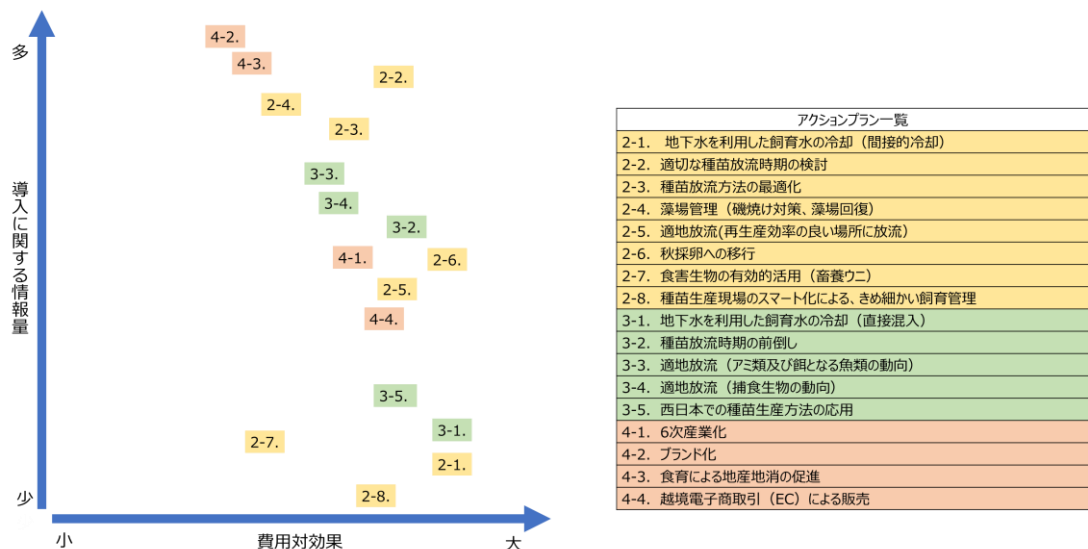 多
4-2.
4-3.
2-2.
2-4.
2-3.
3-3.
3-4.
3-2.
4-1.
2-6.
2-5.
4-4.
3-5.
3-1.
2-7.
2-1.
2-8.
導入に関する情報量
少
小
費用対効果
大
アクションプラン一覧
2-1. 地下水を利用した飼育水の冷却（間接的冷却）
2-2. 適切な種苗放流時期の検討
2-3. 種苗放流方法の最適化
2-4. 藻場管理（磯焼け対策、藻場回復）
2-5. 適地放流(再生産効率の良い場所に放流）
2-6. 秋採卵への移行
2-7. 食害生物の有効的活用（畜養ウニ）
2-8. 種苗生産現場のスマート化による、きめ細かい飼育管理
3-1. 地下水を利用した飼育水の冷却（直接混入）
3-2. 種苗放流時期の前倒し
3-3. 適地放流（アミ類及び餌となる魚類の動向）
3-4. 適地放流（捕食生物の動向）
3-5. 西日本での種苗生産方法の応用
4-1. 6次産業化
4-2. ブランド化
4-3. 食育による地産地消の促進
4-4. 越境電子商取引（EC）による販売